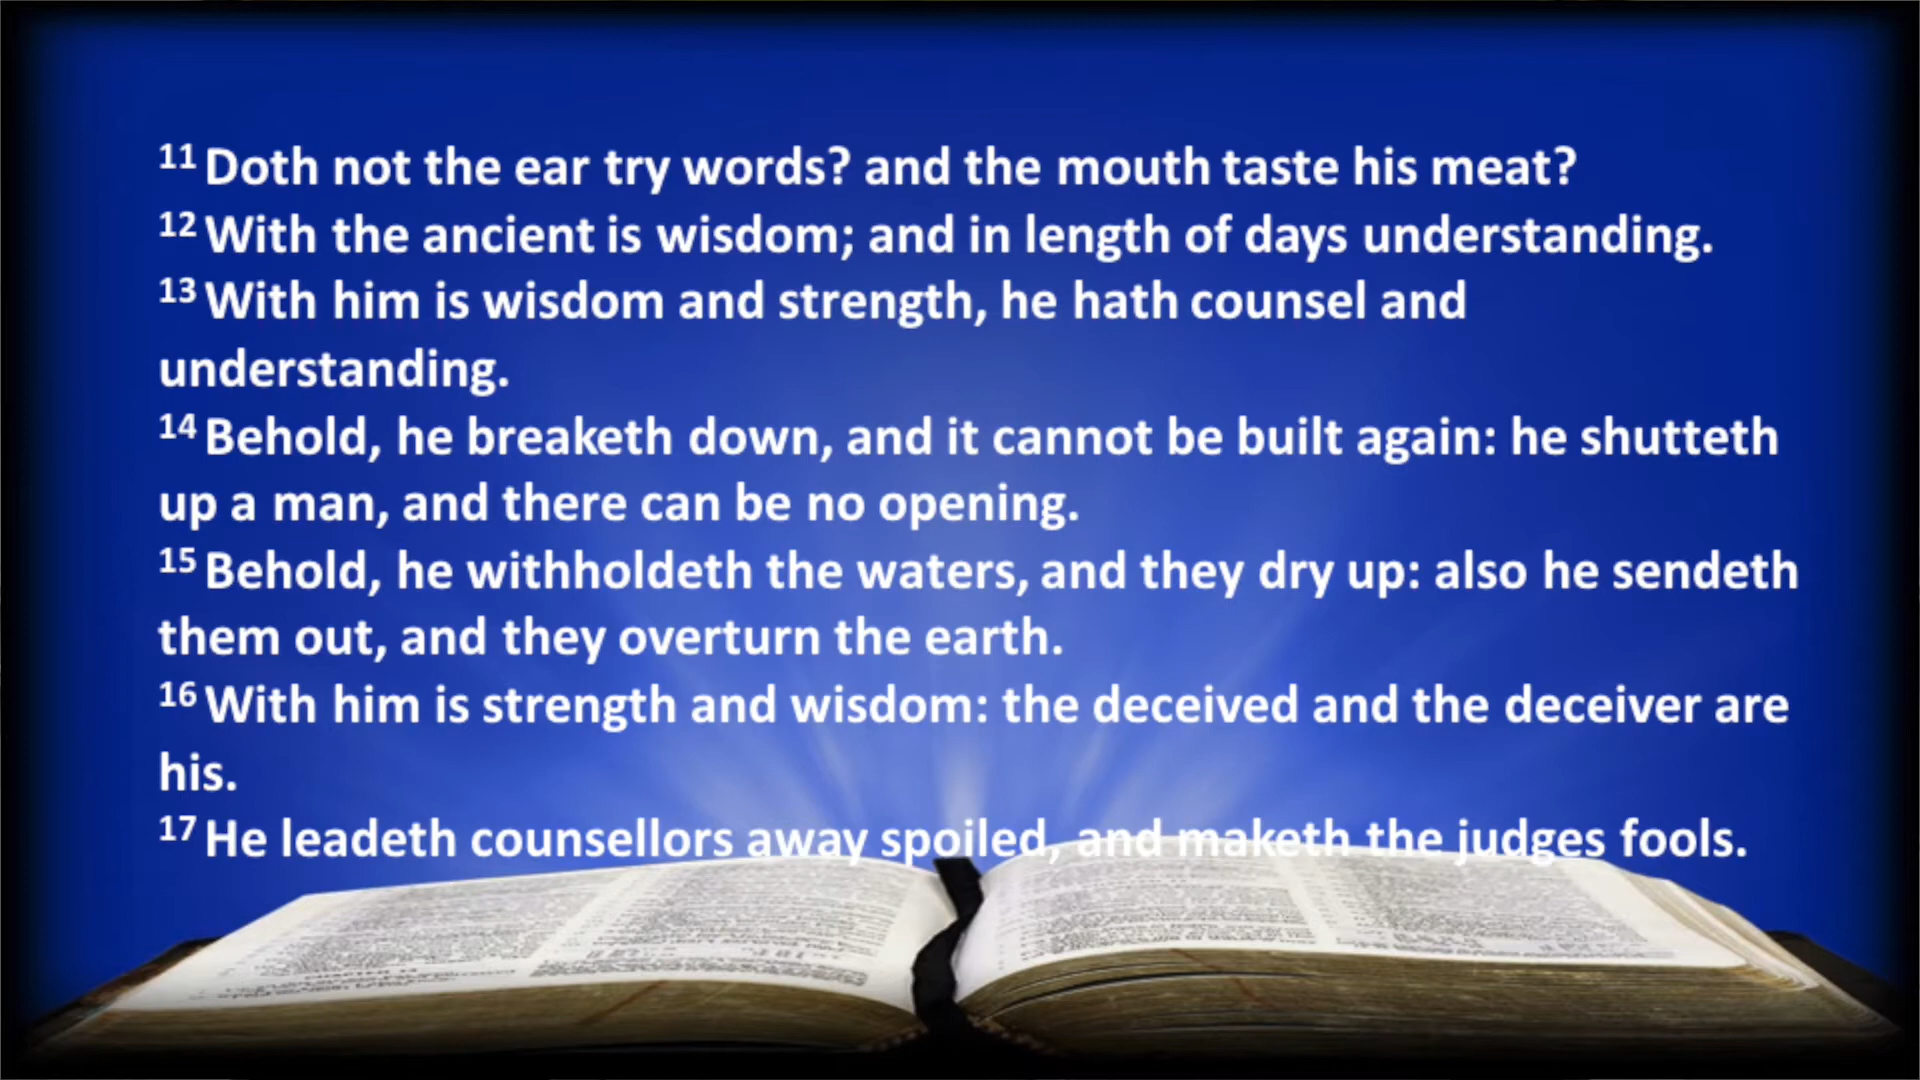 11 Doth not the ear try words? and the mouth taste his meat?
12 With the ancient is wisdom; and in length of days understanding.
13 With him is wisdom and strength, he hath counsel and
understanding.
14 Behold, he breaketh down, and it cannot be built again: he shutteth
up a man, and there can be no opening.
15 Behold, he withholdeth the waters, and they dry up: also he sendeth
them out, and they overturn the earth.
16 With him is strength and wisdom: the deceived and the deceiver are
his.
17 He leadeth counsellors away spoiled, and maketh the judges fools.